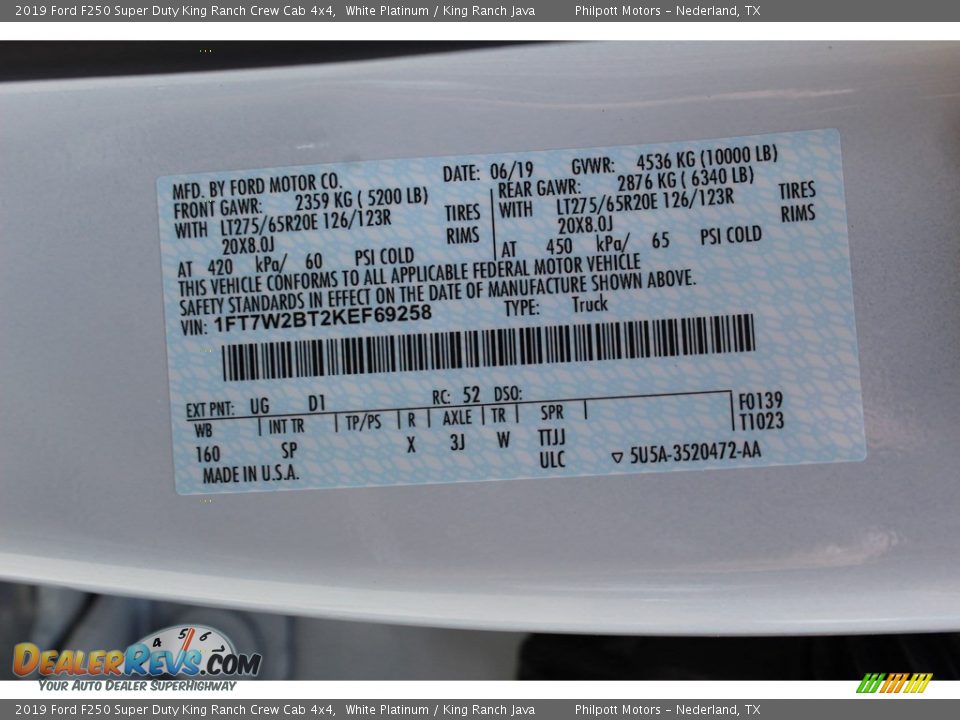 2019 Ford F250 Super Duty King Ranch Crew Cab 4x4, White Platinum / King Ranch Java Philpott Motors - Nederland, TX
MFD. BY FORD MOTOR CO. DATE: 06/19 GVWR: 4536 KG (10000 LB)
FRONT GAWR: 2359 KG ( 5200 LB) REAR GAWR: 2876 KG ( 6340 LB)
WITH LT275/65R20E 126/123R TIRES WITH LT275/65R20E 126/123R TIRES
20X8.0J RIMS 20X8.0J RIMS
AT 420 kPa/ 60 PSI COLD AT 450 kPa/ 65 PSI COLD
THIS VEHICLE CONFORMS TO ALL APPLICABLE FEDERAL MOTOR VEHICLE
SAFETY STANDARDS IN EFFECT ON THE DATE OF MANUFACTURE SHOWN ABOVE.
VIN: 1FT7W2BT2KEF69258 TYPE: Truck
EXT PNT: UG D1 RC: 52 DSO: F0139
WB INT TR TP/PS R AXLE TR SPR T1023
160 SP X 3J W TTJJ
MADE IN U.S.A. ULC ▽ 5U5A-3520472-AA
4 5 6
DealerRevs.com
Your Auto Dealer SuperHighway
2019 Ford F250 Super Duty King Ranch Crew Cab 4x4, White Platinum / King Ranch Java Philpott Motors - Nederland, TX